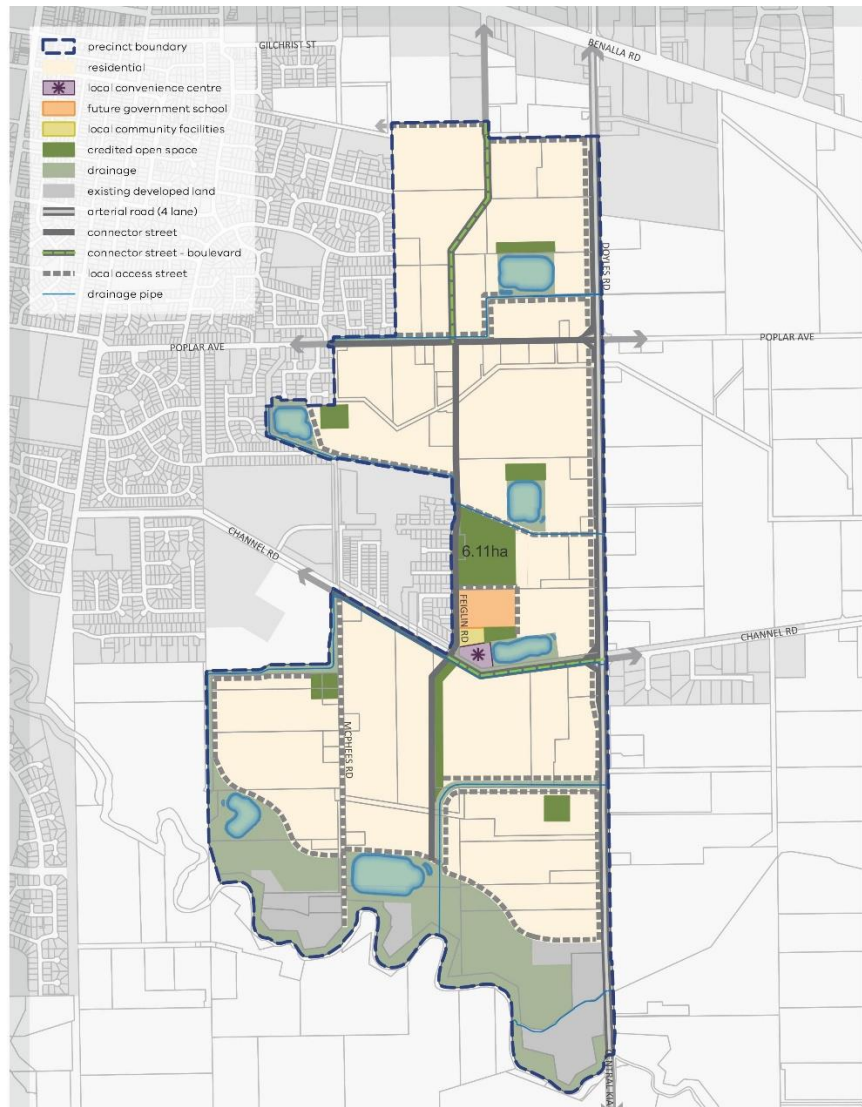 precinct boundary
residential
local convenience centre
future government school
local community facilities
credited open space
drainage
existing developed land
arterial road (4 lane)
connector street
connector street - boulevard
local access street
drainage pipe
GILCHRIST ST
BENALLA RD
DOYLES RD
POPLAR AVE
POPLAR AVE
CHANNEL RD
6.11ha
FEIGLIN RD
CHANNEL RD
MCPHEES RD